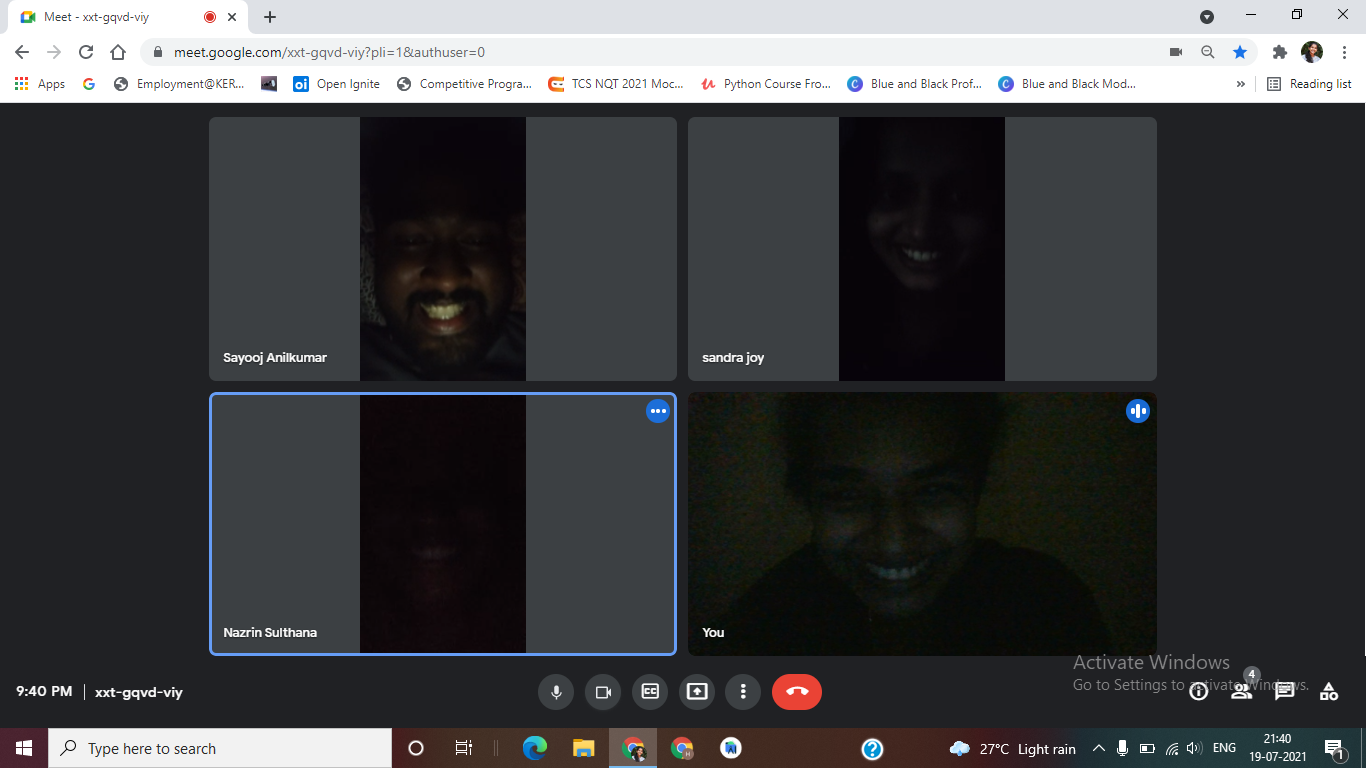 Meet - xxt-gqvd-viy
meet.google.com/xxt-gqvd-viy?pli=1&authuser=0
Apps
Employment@KER...
oi Open Ignite
Competitive Progra...
TCS NQT 2021 Moc...
Python Course Fro...
C Blue and Black Prof...
C Blue and Black Mod...
»
Reading list
Sayooj Anilkumar
sandra joy
Nazrin Sulthana
You
Activate Windows
Go to Settings to activate Windows.
9:40 PM | xxt-gqvd-viy
CC
4
Type here to search
H
?
27°C Light rain
ENG
21:40
19-07-2021
1